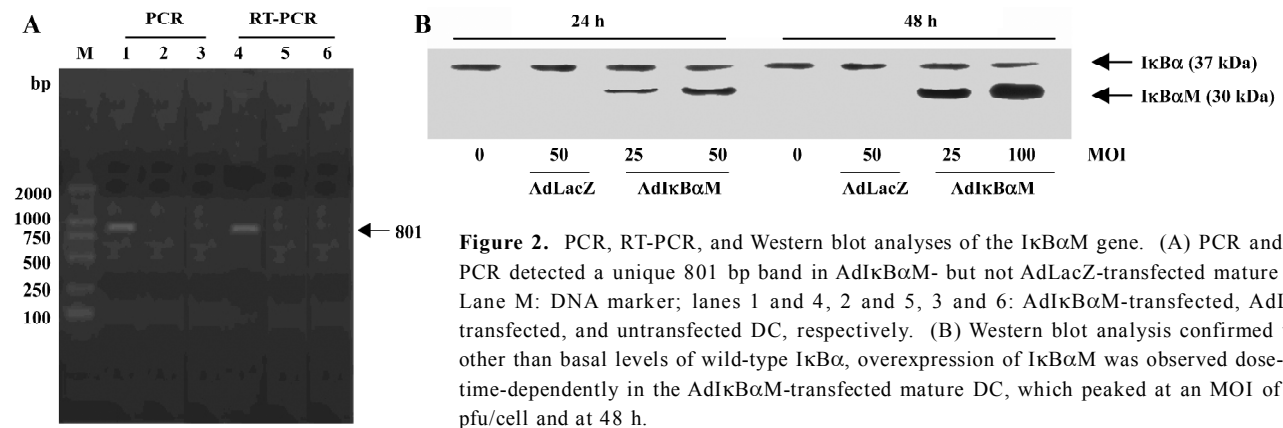 A
PCR RT-PCR
M 1 2 3 4 5 6
bp
2000
1000
750
500
250
100
801
B
24 h 48 h
IκBα (37 kDa)
IκBαM (30 kDa)
0 50 25 50 0 50 25 100 MOI
AdLacZ AdIκBαM AdLacZ AdIκBαM
Figure 2. PCR, RT-PCR, and Western blot analyses of the IκBαM gene. (A) PCR and
PCR detected a unique 801 bp band in AdIκBαM- but not AdLacZ-transfected mature
Lane M: DNA marker; lanes 1 and 4, 2 and 5, 3 and 6: AdIκBαM-transfected, AdI
transfected, and untransfected DC, respectively. (B) Western blot analysis confirmed
other than basal levels of wild-type IκBα, overexpression of IκBαM was observed dose-
time-dependently in the AdIκBαM-transfected mature DC, which peaked at an MOI of
pfu/cell and at 48 h.